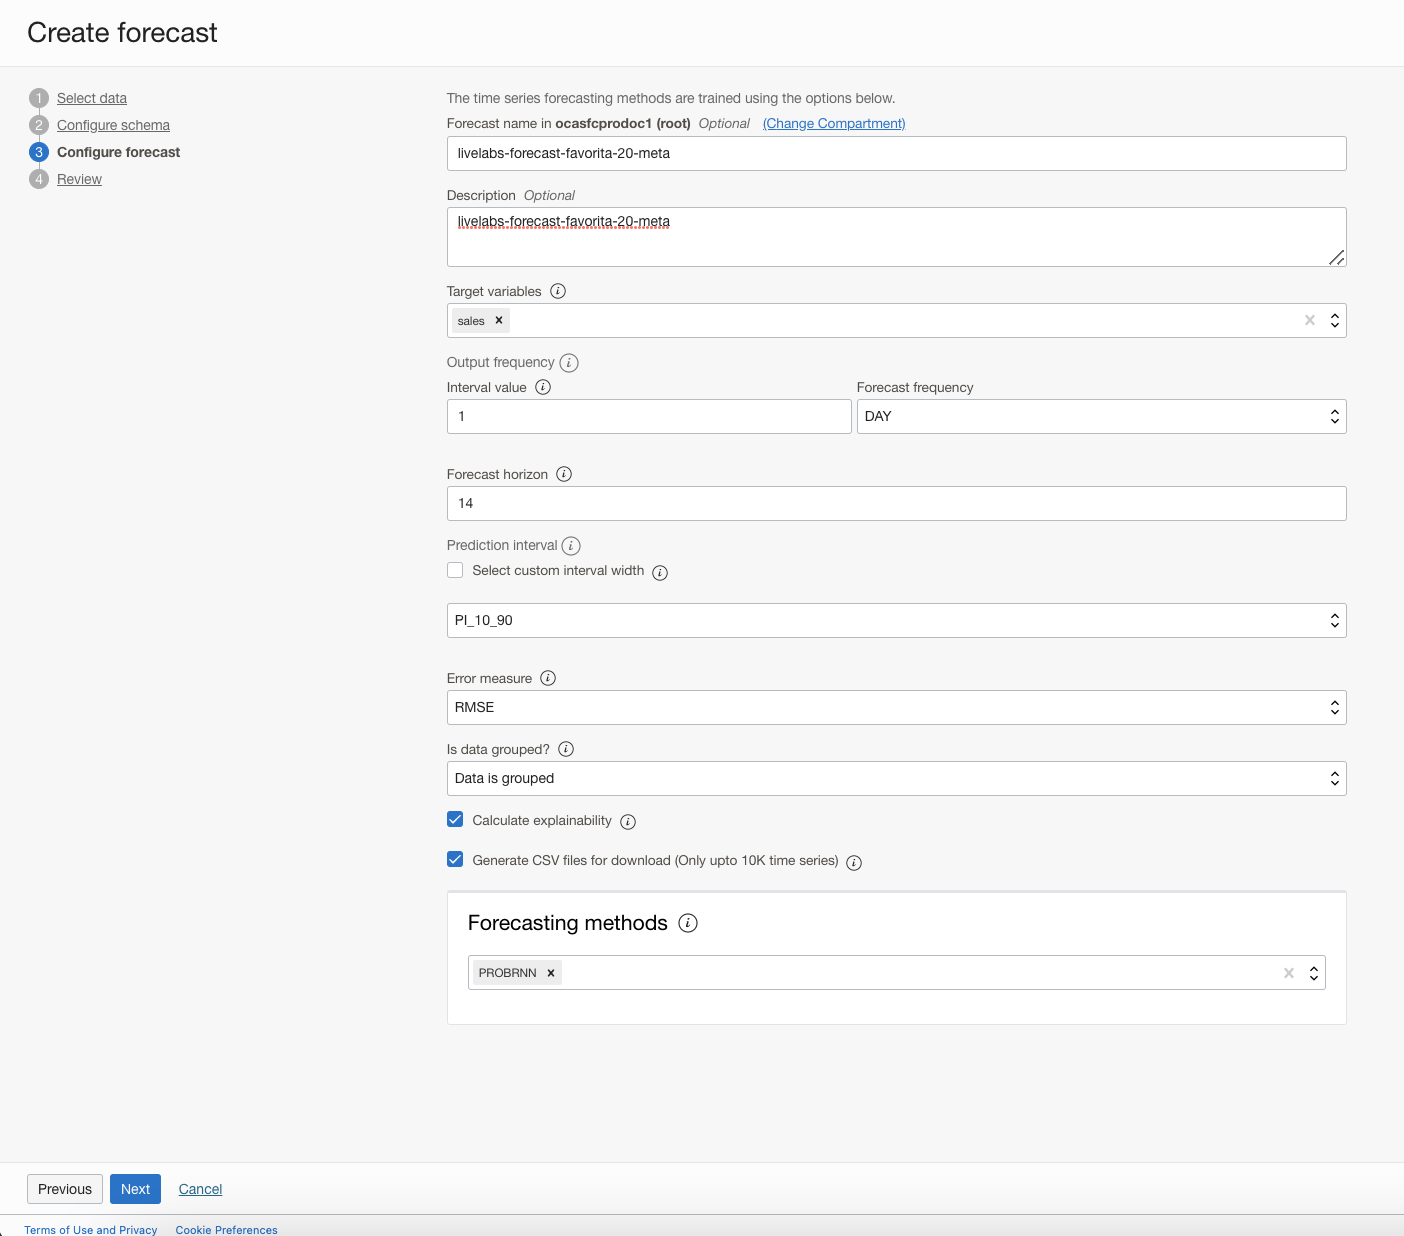 Create forecast
1 Select data
2 Configure schema
3 Configure forecast
4 Review
The time series forecasting methods are trained using the options below.
Forecast name in ocasfcprodoc1 (root) Optional (Change Compartment)
livelabs-forecast-favorita-20-meta
Description Optional
livelabs-forecast-favorita-20-meta
Target variables i
sales ×
Output frequency i
Interval value i Forecast frequency
1 DAY
Forecast horizon i
14
Prediction interval i
Select custom interval width i
PI_10_90
Error measure i
RMSE
Is data grouped? i
Data is grouped
Calculate explainability i
Generate CSV files for download (Only upto 10K time series) i
Forecasting methods i
PROBRNN ×
Previous Next Cancel
Terms of Use and Privacy Cookie Preferences